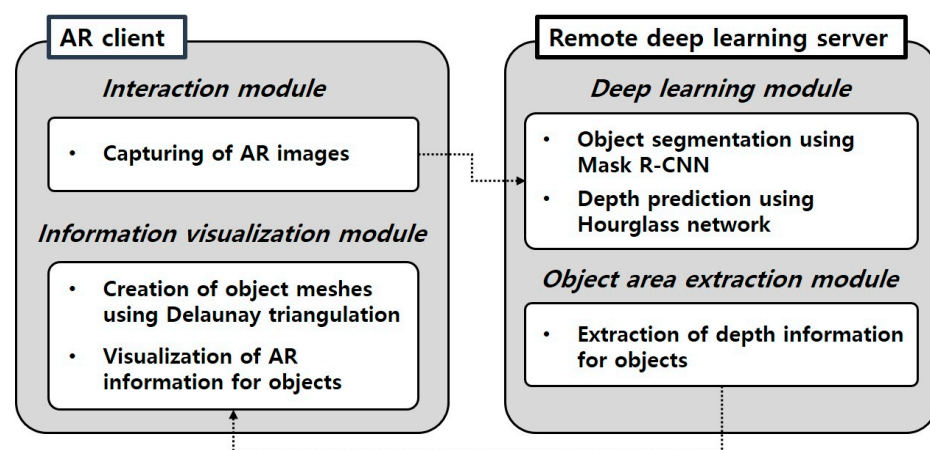 AR client
Interaction module
• Capturing of AR images
Information visualization module
• Creation of object meshes
using Delaunay triangulation
• Visualization of AR
information for objects
Remote deep learning server
Deep learning module
• Object segmentation using
Mask R-CNN
• Depth prediction using
Hourglass network
Object area extraction module
• Extraction of depth information
for objects